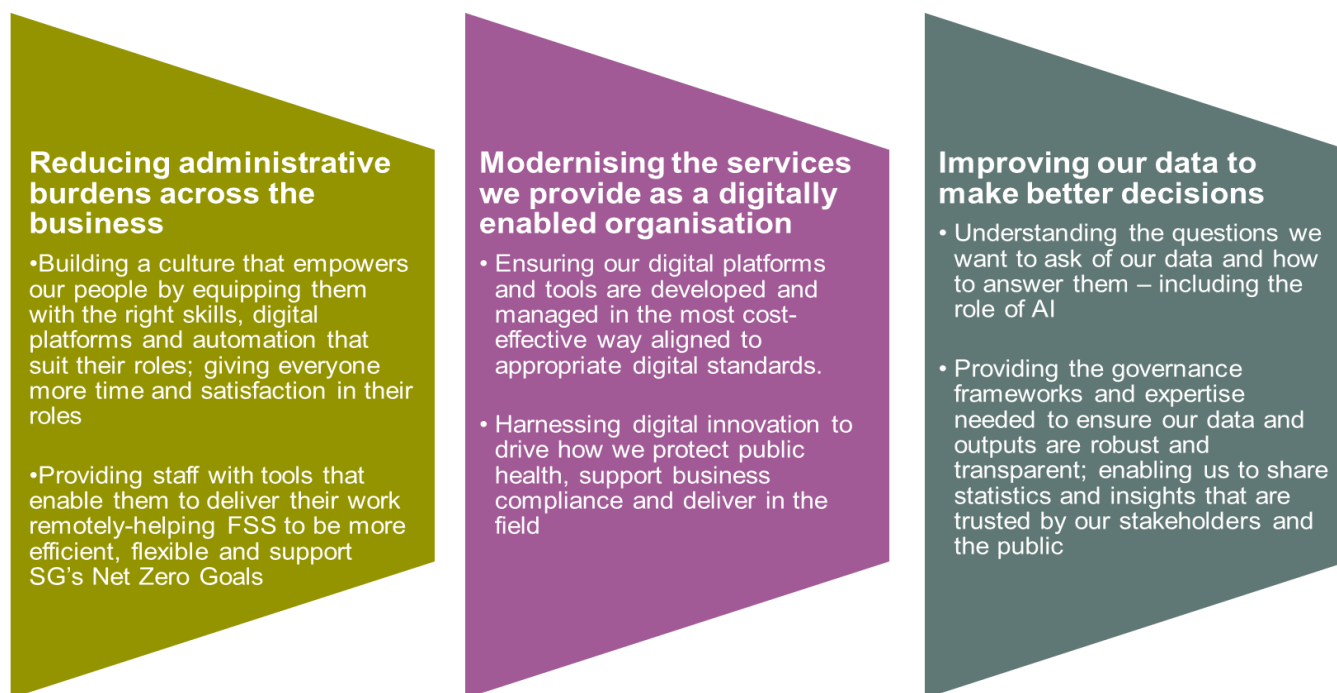 Reducing administrative
burdens across the
business
•Building a culture that empowers
our people by equipping them
with the right skills, digital
platforms and automation that
suit their roles; giving everyone
more time and satisfaction in their
roles
•Providing staff with tools that
enable them to deliver their work
remotely-helping FSS to be more
efficient, flexible and support
SG's Net Zero Goals
Modernising the services
we provide as a digitally
enabled organisation
• Ensuring our digital platforms
and tools are developed and
managed in the most cost-
effective way aligned to
appropriate digital standards.
• Harnessing digital innovation to
drive how we protect public
health, support business
compliance and deliver in the
field
Improving our data to
make better decisions
• Understanding the questions we
want to ask of our data and how
to answer them – including the
role of AI
• Providing the governance
frameworks and expertise
needed to ensure our data and
outputs are robust and
transparent; enabling us to share
statistics and insights that are
trusted by our stakeholders and
the public